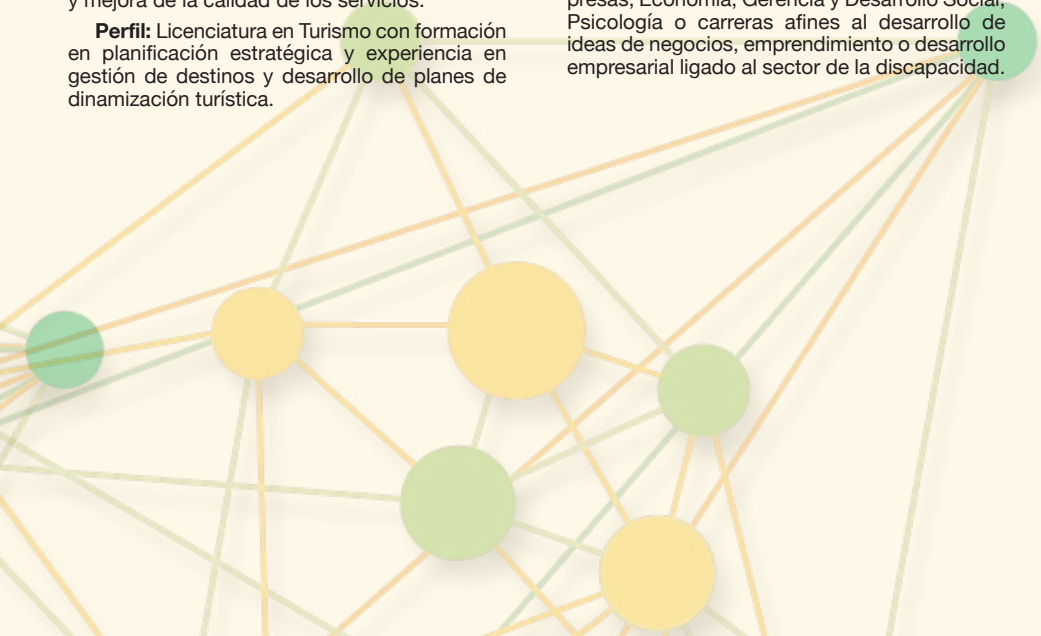 y mejora de la calidad de los servicios.
Perfil: Licenciatura en Turismo con formación
en planificación estratégica y experiencia en
gestión de destinos y desarrollo de planes de
dinamización turística.
presas, Economía, Gerencia y Desarrollo Social,
Psicología o carreras afines al desarrollo de
ideas de negocios, emprendimiento o desarrollo
empresarial ligado al sector de la discapacidad.